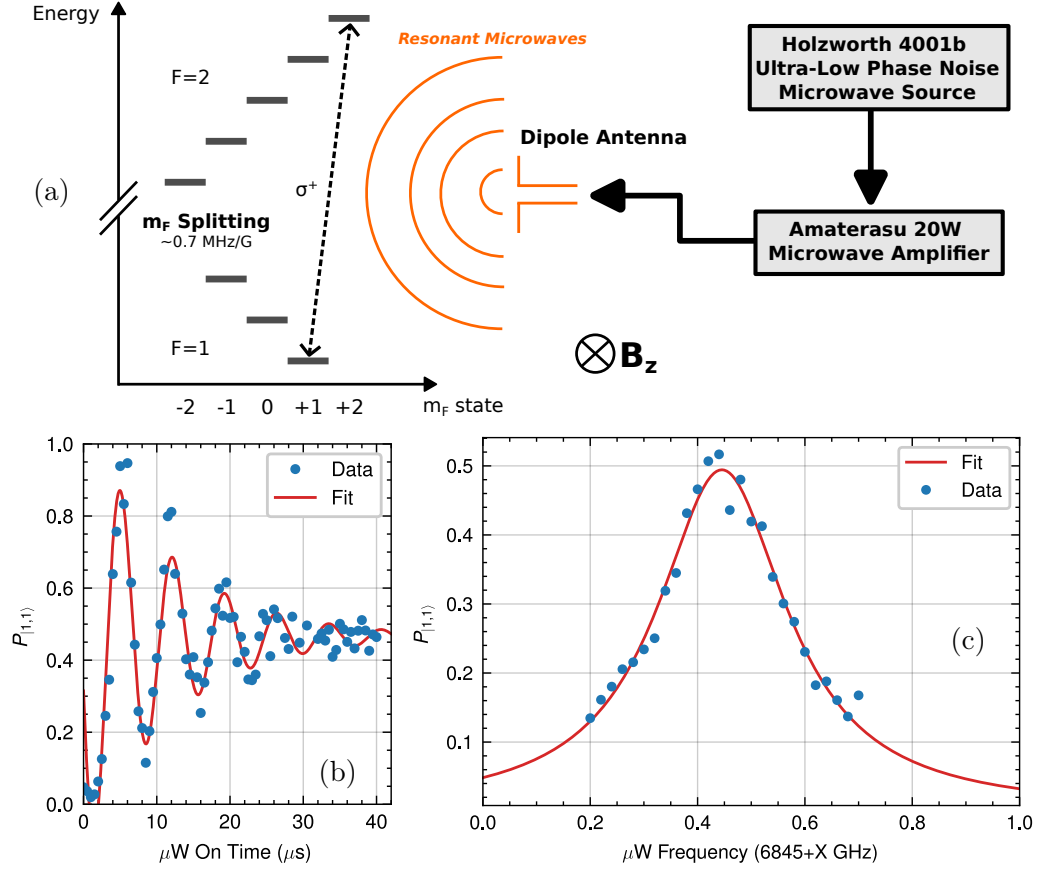 Energy
F=2
σ+
m_F Splitting
~0.7 MHz/G
F=1
-2 -1 0 +1 +2
m_F state
(a)
Resonant Microwaves
Dipole Antenna
B_z
Holzworth 4001b
Ultra-Low Phase Noise
Microwave Source
Amaterasu 20W
Microwave Amplifier
1.0
0.8
0.6
0.4
0.2
0.0
P|1,1⟩
0 10 20 30 40
μW On Time (μs)
Data
Fit
(b)
0.5
0.4
0.3
0.2
0.1
P|1,1⟩
0.0 0.2 0.4 0.6 0.8 1.0
μW Frequency (6845+X GHz)
Fit
Data
(c)